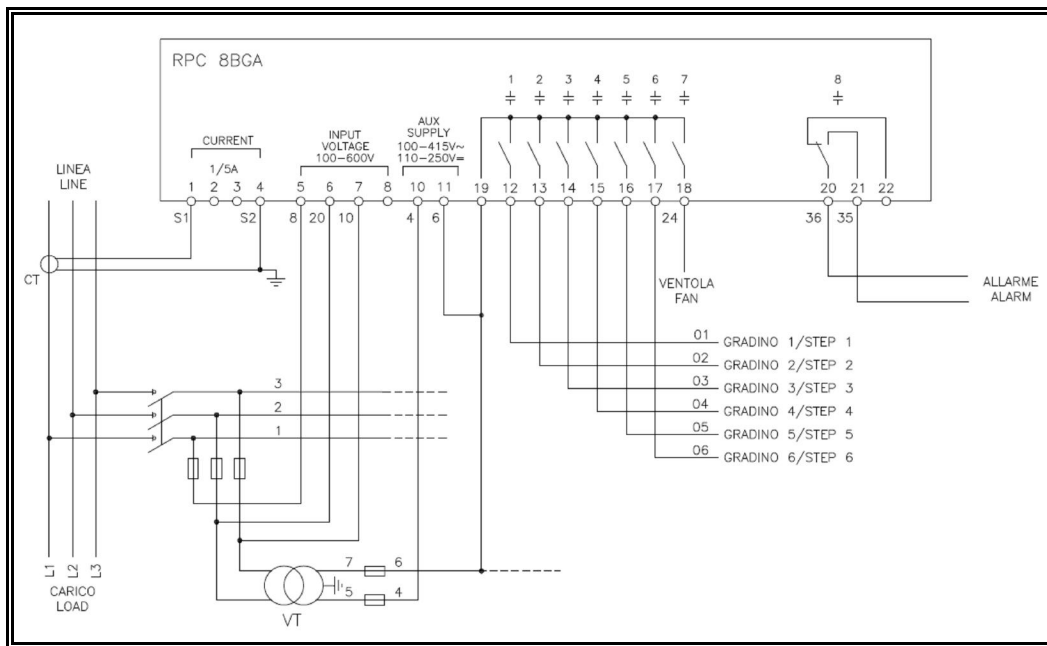 RPC 8BGA
1 2 3 4 5 6 7 8
CURRENT
1/5A
INPUT
VOLTAGE
100-600V
AUX
SUPPLY
100-415V~
110-250V=
LINEA
LINE
1 2 3 4 5 6 7 8 10 11 19 12 13 14 15 16 17 18 20 21 22
S1 S2 8 20 10 4 6 24 36 35
CT
VENTOLA
FAN
ALLARME
ALARM
01 GRADINO 1/STEP 1
02 GRADINO 2/STEP 2
03 GRADINO 3/STEP 3
04 GRADINO 4/STEP 4
05 GRADINO 5/STEP 5
06 GRADINO 6/STEP 6
3
2
1
L1 L2 L3
CARICO
LOAD
7 6
5 4
VT